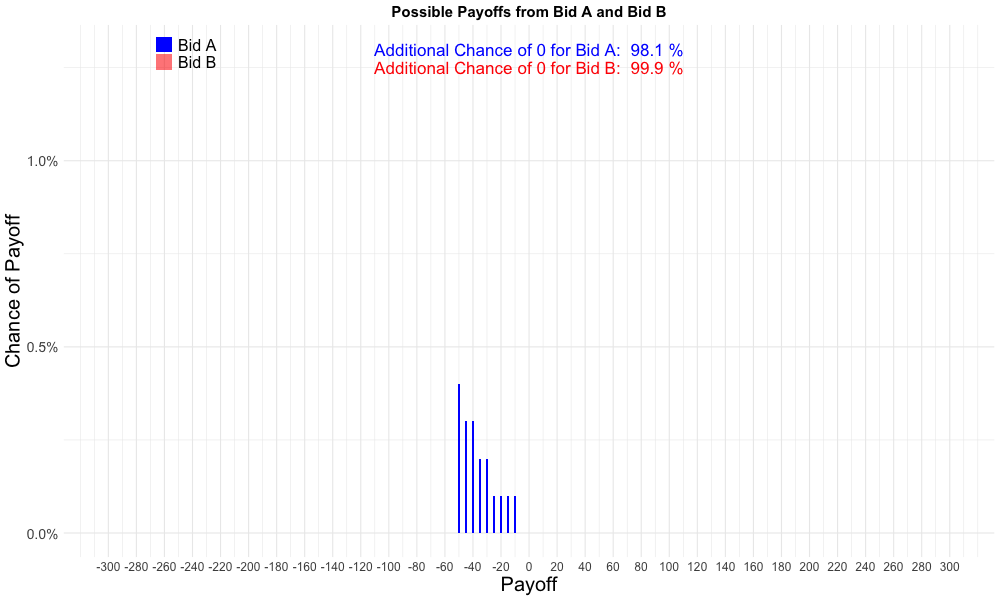 Possible Payoffs from Bid A and Bid B
Bid A
Bid B
Additional Chance of 0 for Bid A:  98.1 %
Additional Chance of 0 for Bid B:  99.9 %
Chance of Payoff
1.0%
0.5%
0.0%
-300 -280 -260 -240 -220 -200 -180 -160 -140 -120 -100 -80 -60 -40 -20 0 20 40 60 80 100 120 140 160 180 200 220 240 260 280 300
Payoff